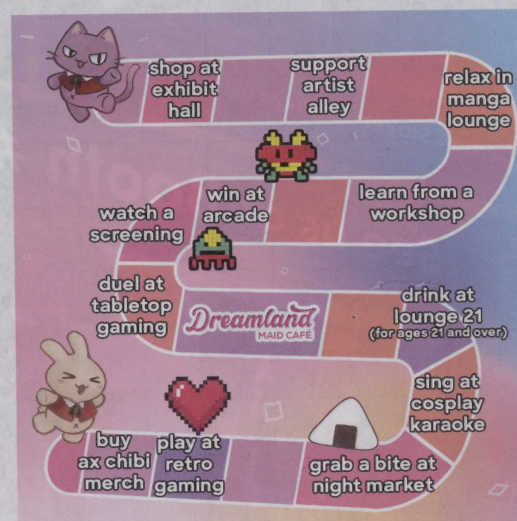 shop at
exhibit
hall
support
artist
alley
relax in
manga
lounge
learn from a
workshop
win at
arcade
watch a
screening
duel at
tabletop
gaming
Dreamland
MAID CAFÉ
drink at
lounge 21
(for ages 21 and over)
sing at
cosplay
karaoke
grab a bite at
night market
play at
retro
gaming
buy
ax chibi
merch